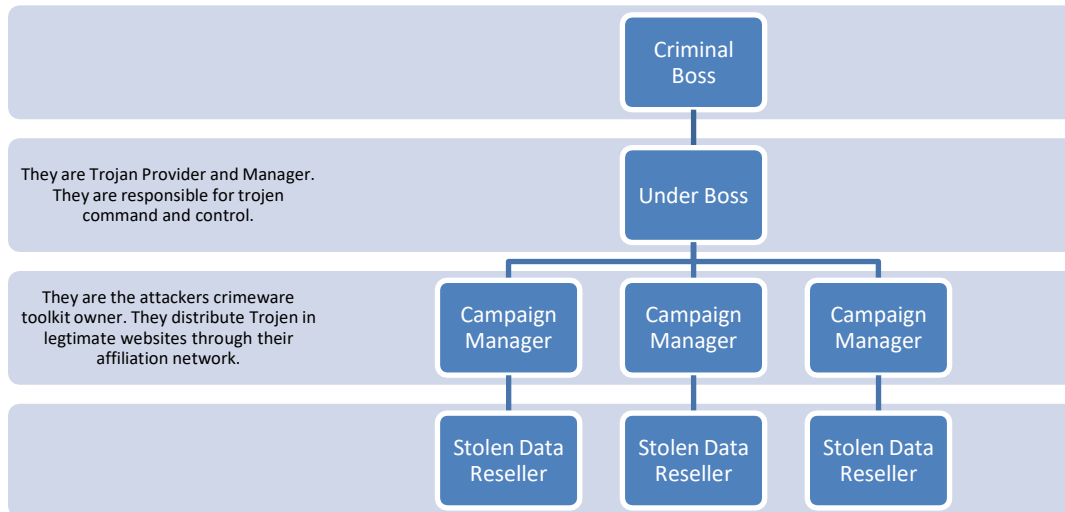 Criminal
Boss
They are Trojan Provider and Manager.
They are responsible for trojen
command and control.
Under Boss
They are the attackers crimeware
toolkit owner. They distribute Trojen in
legtimate websites through their
affiliation network.
Campaign
Manager
Campaign
Manager
Campaign
Manager
Stolen Data
Reseller
Stolen Data
Reseller
Stolen Data
Reseller